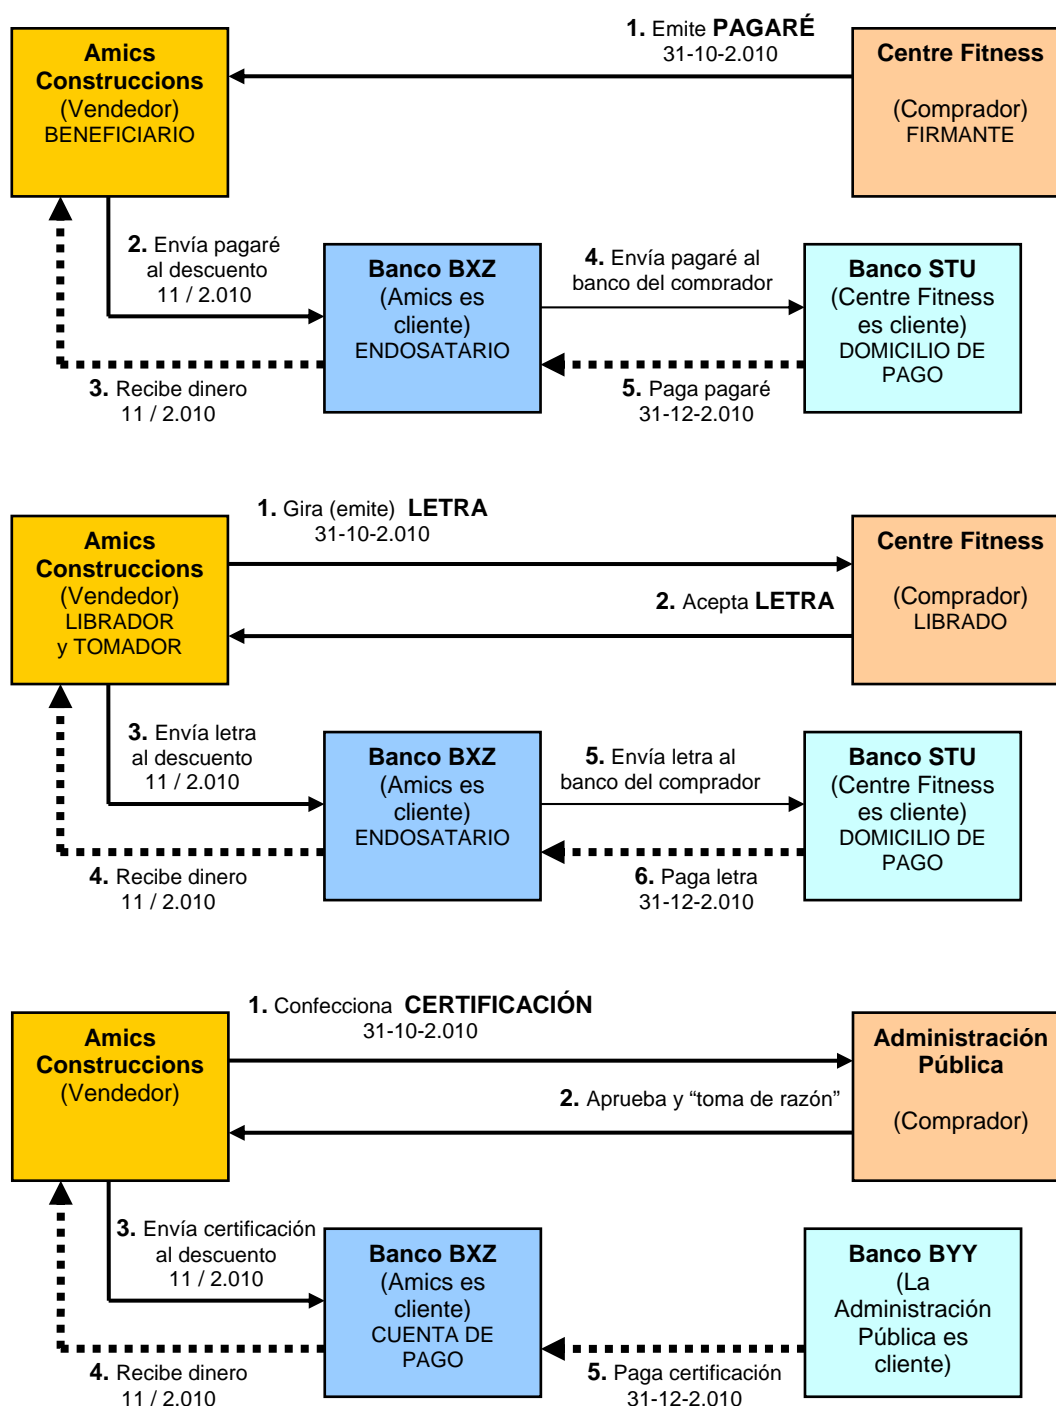 1. Emite PAGARÉ
31-10-2.010
Amics
Construccions
(Vendedor)
BENEFICIARIO
Centre Fitness
(Comprador)
FIRMANTE
2. Envía pagaré
al descuento
11 / 2.010
Banco BXZ
(Amics es
cliente)
ENDOSATARIO
4. Envía pagaré al
banco del comprador
Banco STU
(Centre Fitness
es cliente)
DOMICILIO DE
PAGO
3. Recibe dinero
11 / 2.010
5. Paga pagaré
31-12-2.010
1. Gira (emite) LETRA
31-10-2.010
Amics
Construccions
(Vendedor)
LIBRADOR
y TOMADOR
2. Acepta LETRA
Centre Fitness
(Comprador)
LIBRADO
3. Envía letra
al descuento
11 / 2.010
Banco BXZ
(Amics es
cliente)
ENDOSATARIO
5. Envía letra al
banco del comprador
Banco STU
(Centre Fitness
es cliente)
DOMICILIO DE
PAGO
4. Recibe dinero
11 / 2.010
6. Paga letra
31-12-2.010
1. Confecciona CERTIFICACIÓN
31-10-2.010
Amics
Construccions
(Vendedor)
2. Aprueba y “toma de razón”
Administración
Pública
(Comprador)
3. Envía certificación
al descuento
11 / 2.010
Banco BXZ
(Amics es
cliente)
CUENTA DE
PAGO
Banco BYY
(La
Administración
Pública es
cliente)
4. Recibe dinero
11 / 2.010
5. Paga certificación
31-12-2.010